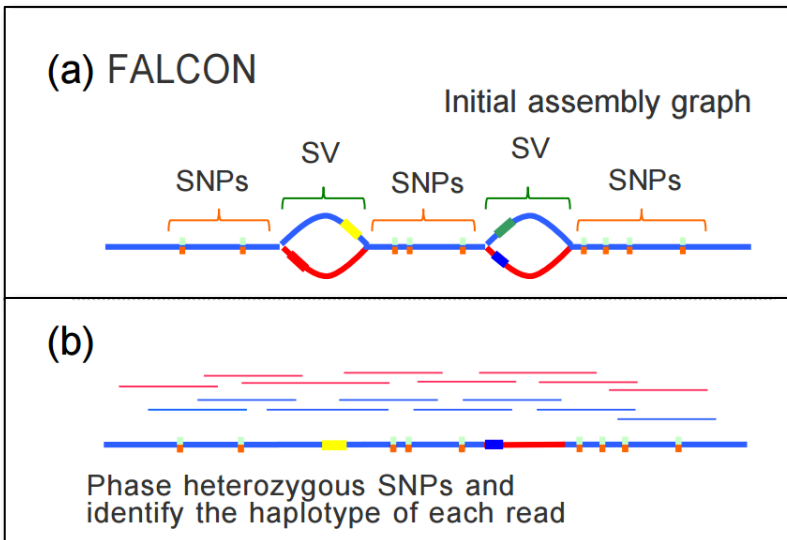 (a) FALCON
Initial assembly graph
SV
SV
SNPs
SNPs
SNPs
(b)
Phase heterozygous SNPs and
identify the haplotype of each read